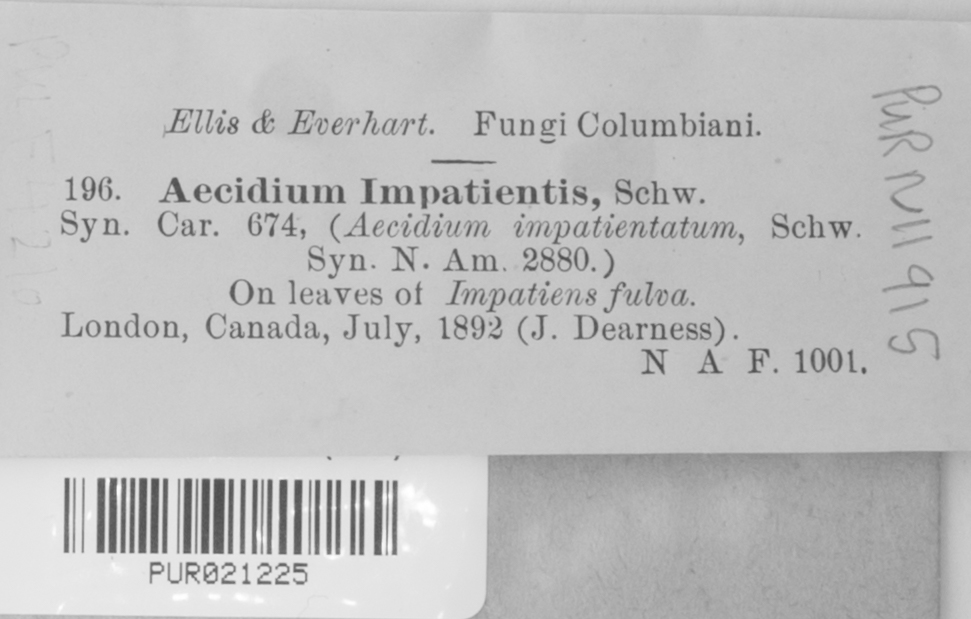 Ellis & Everhart. Fungi Columbiani.
196. Aecidium Impatientis, Schw.
Syn. Car. 674, (Aecidium impatientatum, Schw.
Syn. N. Am. 2880.)
On leaves of Impatiens fulva.
London, Canada, July, 1892 (J. Dearness).
N A F. 1001.
PUR N11915
PUR021225